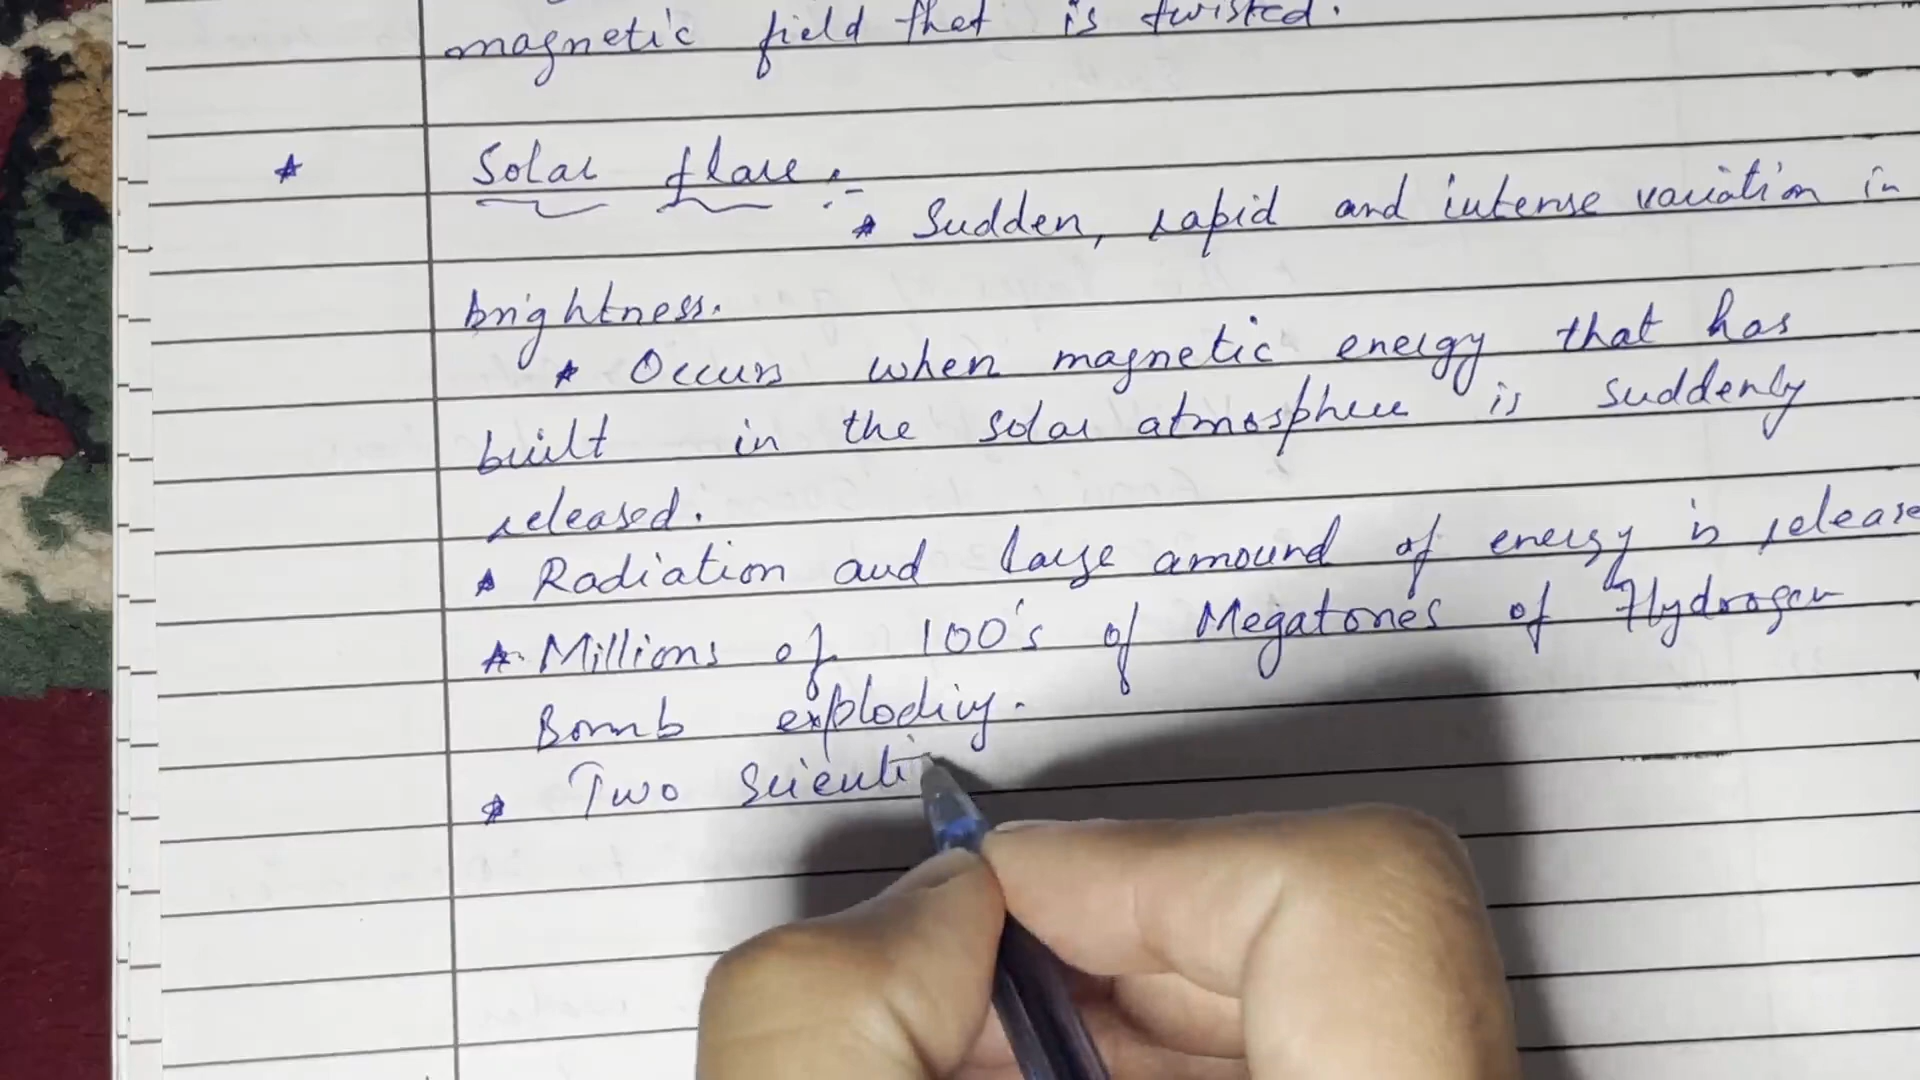 magnetic field that is twisted.
* Solar flare :-
* Sudden, rapid and intense variation in
brightness.
* Occurs when magnetic energy that has
built in the solar atmosphere is suddenly
released.
* Radiation and large amound of energy is release
* Millions of 100's of Megatones of Hydrogen
Bomb exploding.
* Two Scienti